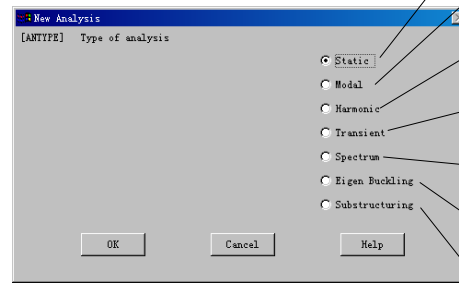 New Analysis
[ANTYPE] Type of analysis
Static
Modal
Harmonic
Transient
Spectrum
Eigen Buckling
Substructuring
OK Cancel Help